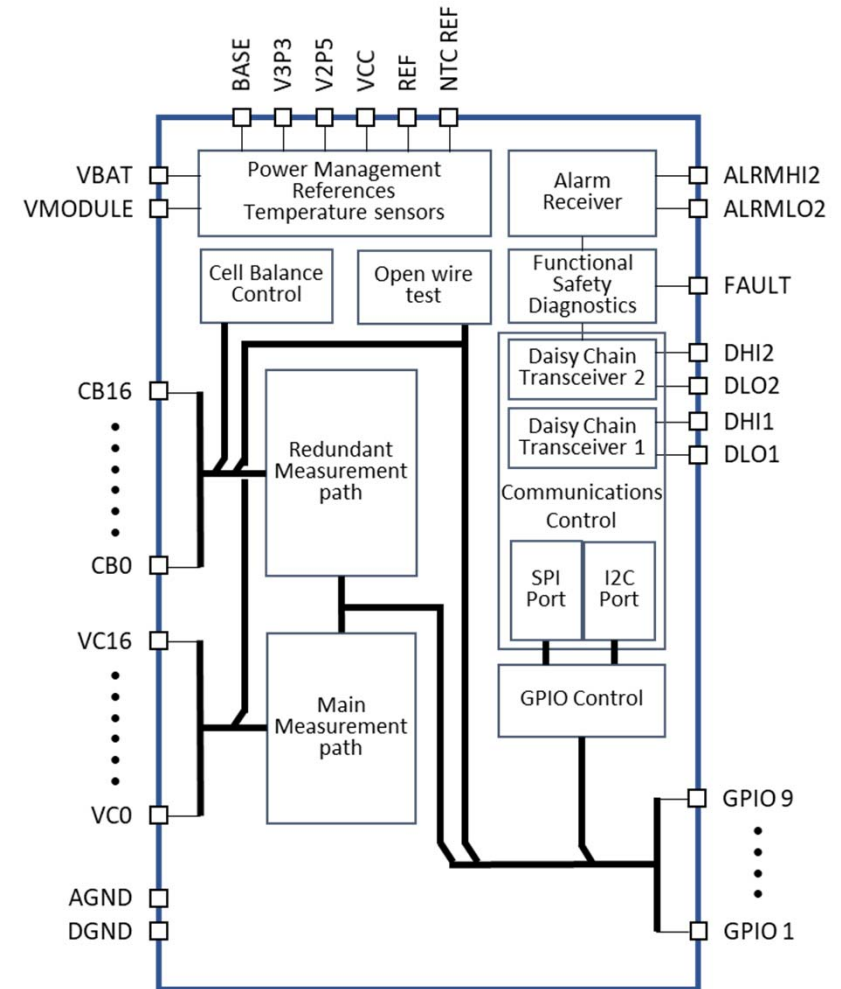 BASE
V3P3
V2P5
VCC
REF
NTC REF
VBAT
VMODULE
Power Management
References
Temperature sensors
Alarm
Receiver
ALRMHI2
ALRMLO2
Cell Balance
Control
Open wire
test
Functional
Safety
Diagnostics
FAULT
Daisy Chain
Transceiver 2
DHI2
DLO2
Daisy Chain
Transceiver 1
DHI1
DLO1
CB16
CB0
Redundant
Measurement
path
Communications
Control
SPI
Port
I2C
Port
VC16
VC0
Main
Measurement
path
GPIO Control
GPIO 9
GPIO 1
AGND
DGND